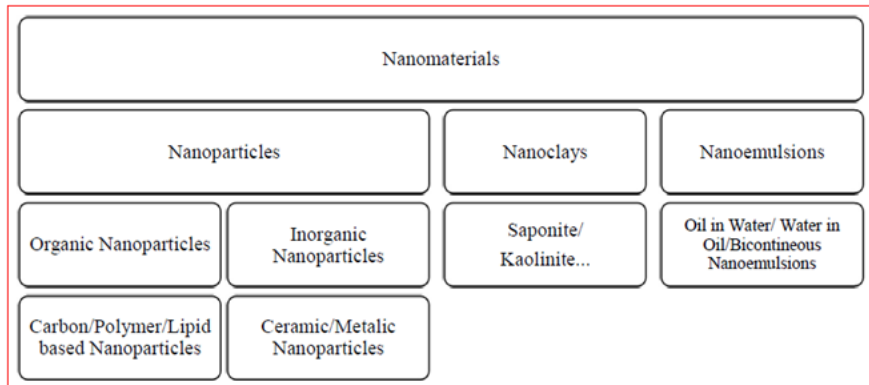 Nanomaterials
Nanoparticles
Nanoclays
Nanoemulsions
Organic Nanoparticles
Inorganic
Nanoparticles
Saponite/
Kaolinite...
Oil in Water/ Water in
Oil/Bicontineous
Nanoemulsions
Carbon/Polymer/Lipid
based Nanoparticles
Ceramic/Metalic
Nanoparticles